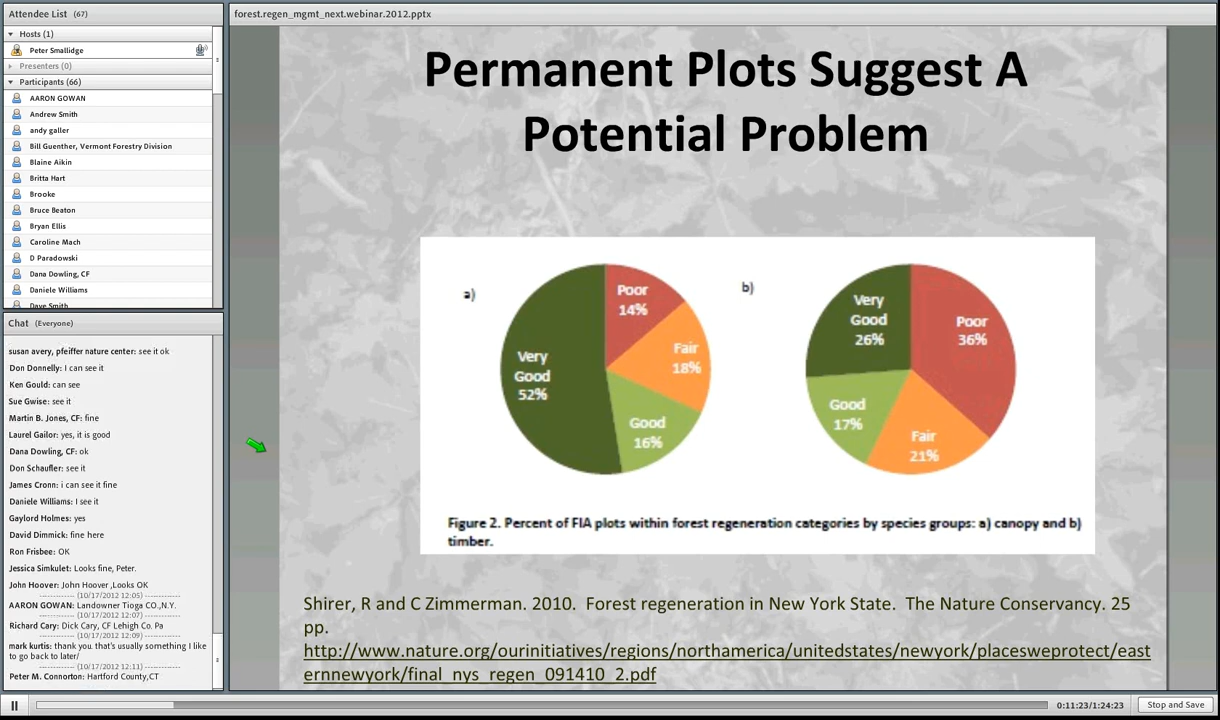 Attendee List (67)
Hosts (1)
Peter Smallidge
Presenters (0)
Participants (66)
AARON GOWAN
Andrew Smith
andy galler
Bill Guenther, Vermont Forestry Division
Blaine Aikin
Britta Hart
Brooke
Bruce Beaton
Bryan Ellis
Caroline Mach
D Paradowski
Dana Dowling, CF
Daniele Williams
Dave Smith
Chat (Everyone)
susan avery, pfeiffer nature center: see it ok
Don Donnelly: I can see it
Ken Gould: can see
Sue Gwise: see it
Martin B. Jones, CF: fine
Laurel Gailor: yes, it is good
Dana Dowling, CF: ok
Don Schaufler: see it
James Cronn: i can see it fine
Daniele Williams: I see it
Gaylord Holmes: yes
David Dimmick: fine here
Ron Frisbee: OK
Jessica Simkulet: Looks fine, Peter.
John Hoover: John Hoover ,Looks OK
------------- (10/17/2012 12:05) -------------
AARON GOWAN: Landowner Tioga CO.,N.Y.
------------- (10/17/2012 12:07) -------------
Richard Cary: Dick Cary, CF Lehigh Co. Pa
------------- (10/17/2012 12:09) -------------
mark kurtis: thank you. that's usually something I like
to go back to later/
------------- (10/17/2012 12:11) -------------
Peter M. Connorton: Hartford County,CT
forest.regen_mgmt_next.webinar.2012.pptx
Permanent Plots Suggest A
Potential Problem
a)
Poor
14%
Fair
18%
Good
16%
Very
Good
52%
b)
Poor
36%
Fair
21%
Good
17%
Very
Good
26%
Figure 2. Percent of FIA plots within forest regeneration categories by species groups: a) canopy and b)
timber.
Shirer, R and C Zimmerman. 2010. Forest regeneration in New York State. The Nature Conservancy. 25
pp.
http://www.nature.org/ourinitiatives/regions/northamerica/unitedstates/newyork/placesweprotect/east
ernnewyork/final_nys_regen_091410_2.pdf
0:11:23/1:24:23
Stop and Save